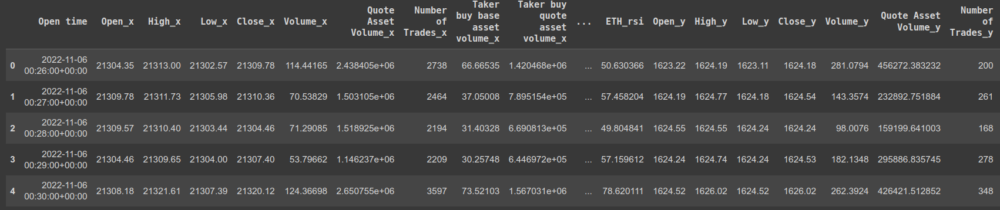 Open time Open_x High_x Low_x Close_x Volume_x Quote Asset Volume_x Number of Trades_x Taker buy base asset volume_x Taker buy quote asset volume_x ... ETH_rsi Open_y High_y Low_y Close_y Volume_y Quote Asset Volume_y Number of Trades_y
0 2022-11-06 00:26:00+00:00 21304.35 21313.00 21302.57 21309.78 114.44165 2.438405e+06 2738 66.66535 1.420468e+06 ... 50.630366 1623.22 1624.19 1623.11 1624.18 281.0794 456272.383232 200
1 2022-11-06 00:27:00+00:00 21309.78 21311.73 21305.98 21310.36 70.53829 1.503105e+06 2464 37.05008 7.895154e+05 ... 57.458204 1624.19 1624.77 1624.18 1624.54 143.3574 232892.751884 261
2 2022-11-06 00:28:00+00:00 21309.57 21310.40 21303.44 21304.46 71.29085 1.518925e+06 2194 31.40328 6.690813e+05 ... 49.804841 1624.55 1624.55 1624.24 1624.24 98.0076 159199.641003 168
3 2022-11-06 00:29:00+00:00 21304.46 21309.65 21304.00 21307.40 53.79662 1.146237e+06 2209 30.25748 6.446972e+05 ... 57.159612 1624.24 1624.74 1624.24 1624.53 182.1348 295886.835745 278
4 2022-11-06 00:30:00+00:00 21308.18 21321.61 21307.39 21320.12 124.36698 2.650755e+06 3597 73.52103 1.567031e+06 ... 78.620111 1624.52 1626.02 1624.52 1626.02 262.3924 426421.512852 348